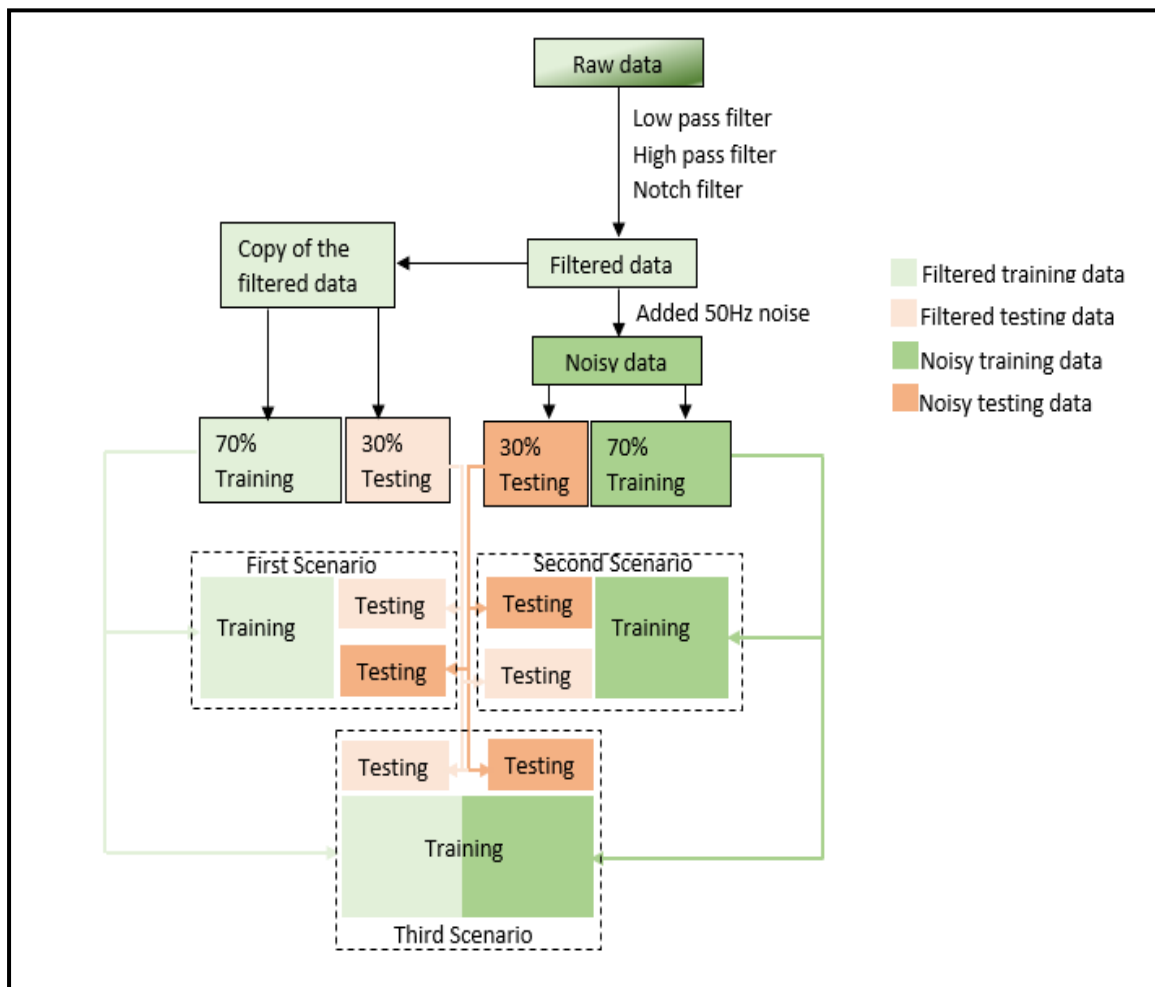 Raw data
Low pass filter
High pass filter
Notch filter
Copy of the
filtered data
Filtered data
Added 50Hz noise
Noisy data
Filtered training data
Filtered testing data
Noisy training data
Noisy testing data
70%
Training
30%
Testing
30%
Testing
70%
Training
First Scenario
Training
Testing
Testing
Second Scenario
Testing
Training
Testing
Testing
Testing
Training
Third Scenario